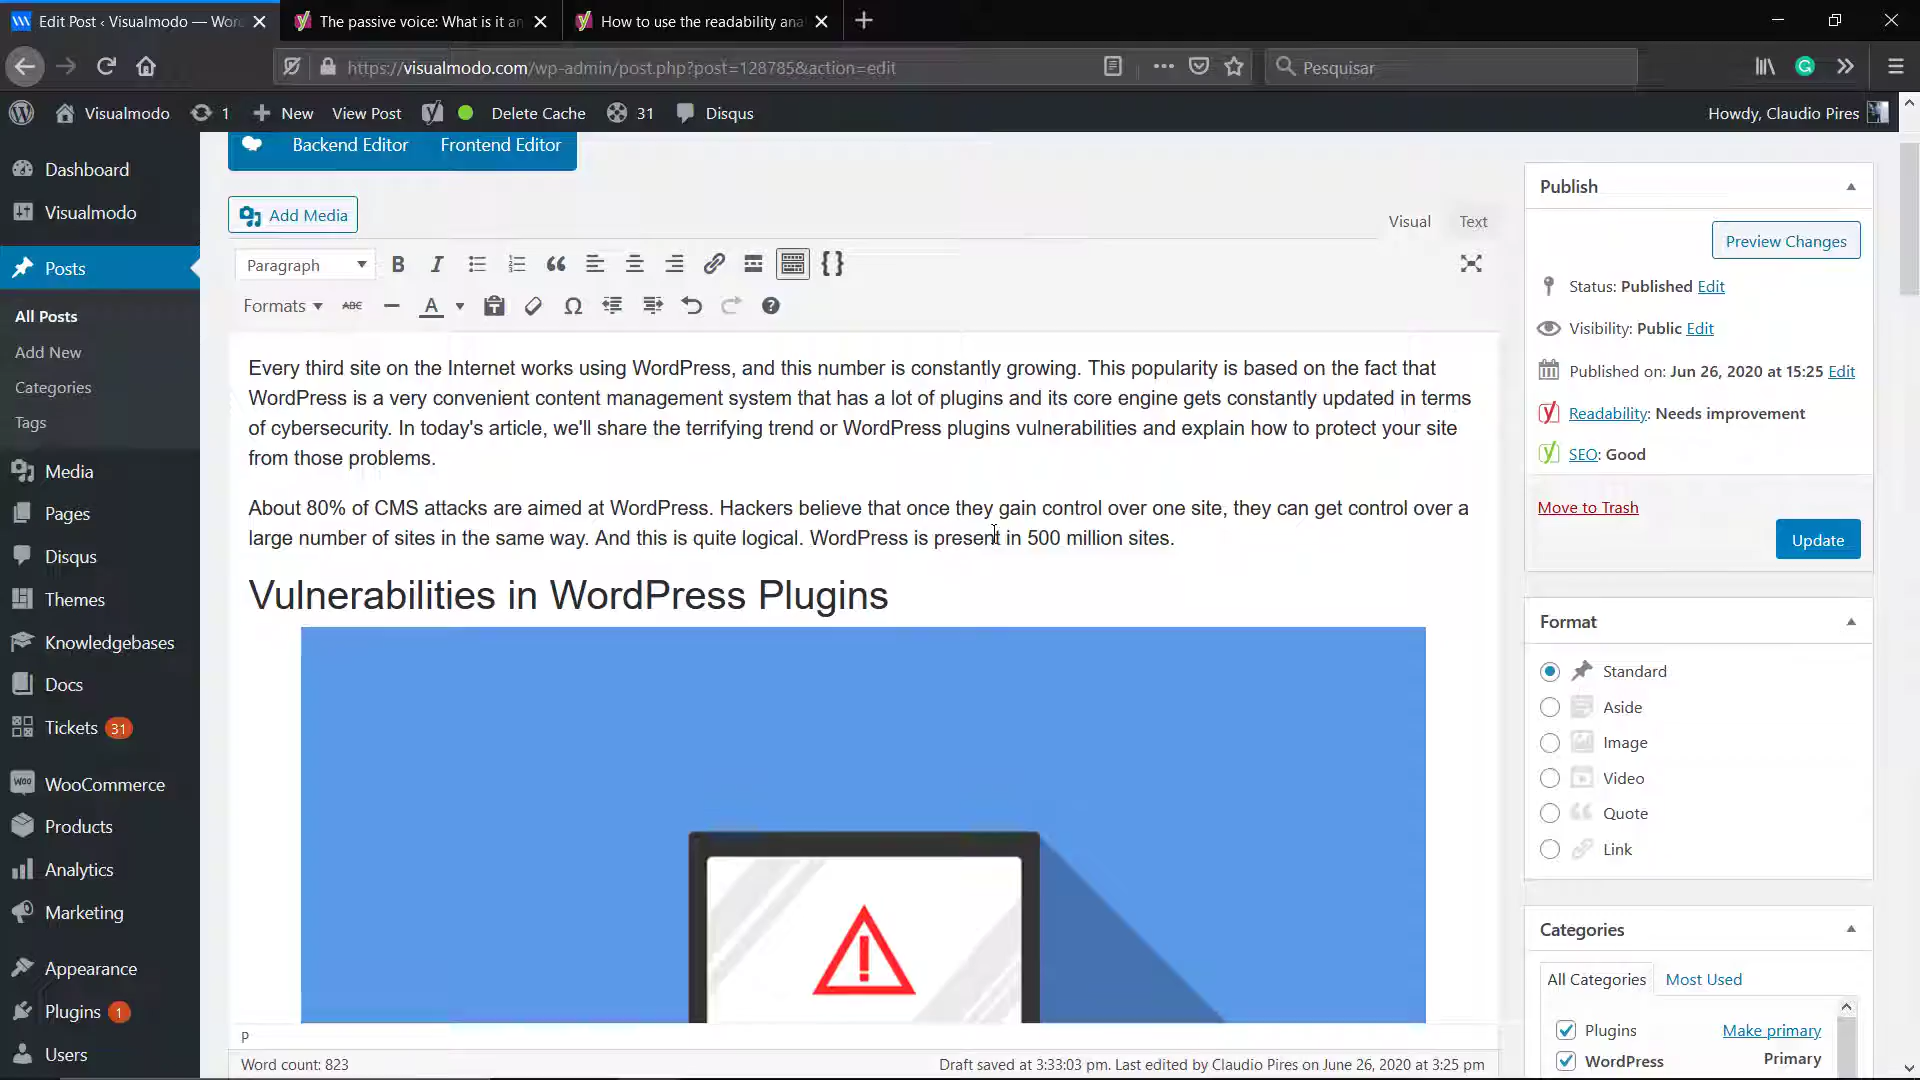 Edit Post ‹ Visualmodo — Wor
The passive voice: What is it an
How to use the readability ana
https://visualmodo.com/wp-admin/post.php?post=128785&action=edit
Pesquisar
Visualmodo
1
New
View Post
Delete Cache
31
Disqus
Howdy, Claudio Pires
Dashboard
Visualmodo
Posts
All Posts
Add New
Categories
Tags
Media
Pages
Disqus
Themes
Knowledgebases
Docs
Tickets 31
WooCommerce
Products
Analytics
Marketing
Appearance
Plugins 1
Users
Backend Editor
Frontend Editor
Add Media
Visual
Text
Paragraph
B
I
Formats
ABC
A
Every third site on the Internet works using WordPress, and this number is constantly growing. This popularity is based on the fact that
WordPress is a very convenient content management system that has a lot of plugins and its core engine gets constantly updated in terms
of cybersecurity. In today's article, we'll share the terrifying trend or WordPress plugins vulnerabilities and explain how to protect your site
from those problems.
About 80% of CMS attacks are aimed at WordPress. Hackers believe that once they gain control over one site, they can get control over a
large number of sites in the same way. And this is quite logical. WordPress is present in 500 million sites.
Vulnerabilities in WordPress Plugins
P
Word count: 823
Draft saved at 3:33:03 pm. Last edited by Claudio Pires on June 26, 2020 at 3:25 pm
Publish
Preview Changes
Status: Published Edit
Visibility: Public Edit
Published on: Jun 26, 2020 at 15:25 Edit
Readability: Needs improvement
SEO: Good
Move to Trash
Update
Format
Standard
Aside
Image
Video
Quote
Link
Categories
All Categories
Most Used
Plugins
Make primary
WordPress
Primary